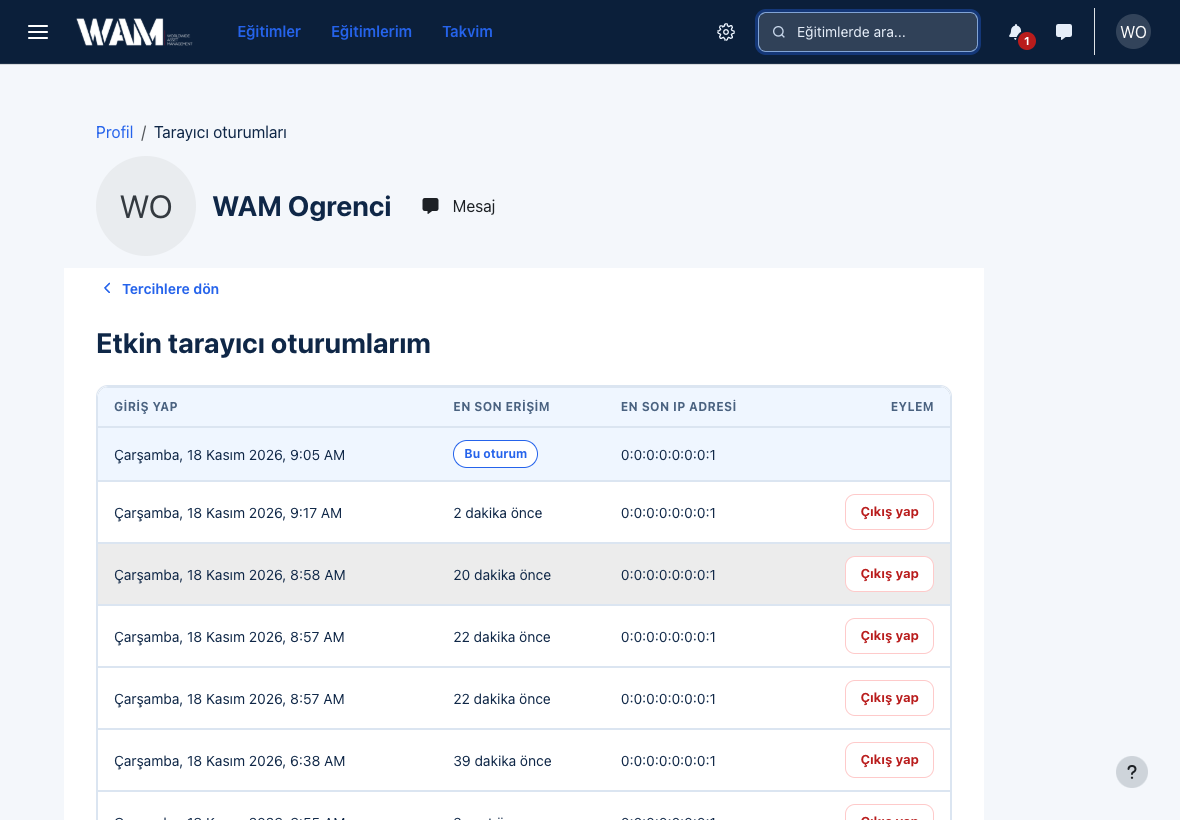 WAM WORLDWIDE ASSET MANAGEMENT
Eğitimler Eğitimlerim Takvim Eğitimlerde ara... 1 WO
Profil / Tarayıcı oturumları
WO WAM Ogrenci Mesaj
Tercihlere dön
Etkin tarayıcı oturumlarım
GİRİŞ YAP EN SON ERİŞİM EN SON IP ADRESİ EYLEM
Çarşamba, 18 Kasım 2026, 9:05 AM Bu oturum 0:0:0:0:0:0:0:1
Çarşamba, 18 Kasım 2026, 9:17 AM 2 dakika önce 0:0:0:0:0:0:0:1 Çıkış yap
Çarşamba, 18 Kasım 2026, 8:58 AM 20 dakika önce 0:0:0:0:0:0:0:1 Çıkış yap
Çarşamba, 18 Kasım 2026, 8:57 AM 22 dakika önce 0:0:0:0:0:0:0:1 Çıkış yap
Çarşamba, 18 Kasım 2026, 8:57 AM 22 dakika önce 0:0:0:0:0:0:0:1 Çıkış yap
Çarşamba, 18 Kasım 2026, 6:38 AM 39 dakika önce 0:0:0:0:0:0:0:1 Çıkış yap
?